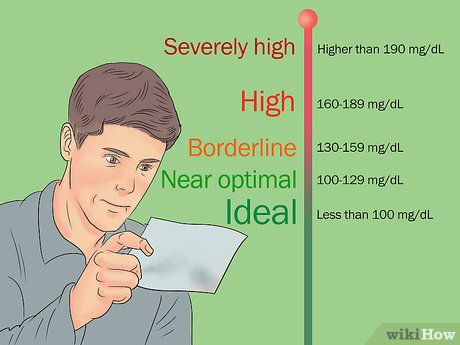 Severely high Higher than 190 mg/dL
High 160-189 mg/dL
Borderline 130-159 mg/dL
Near optimal 100-129 mg/dL
Ideal Less than 100 mg/dL
wikiHow